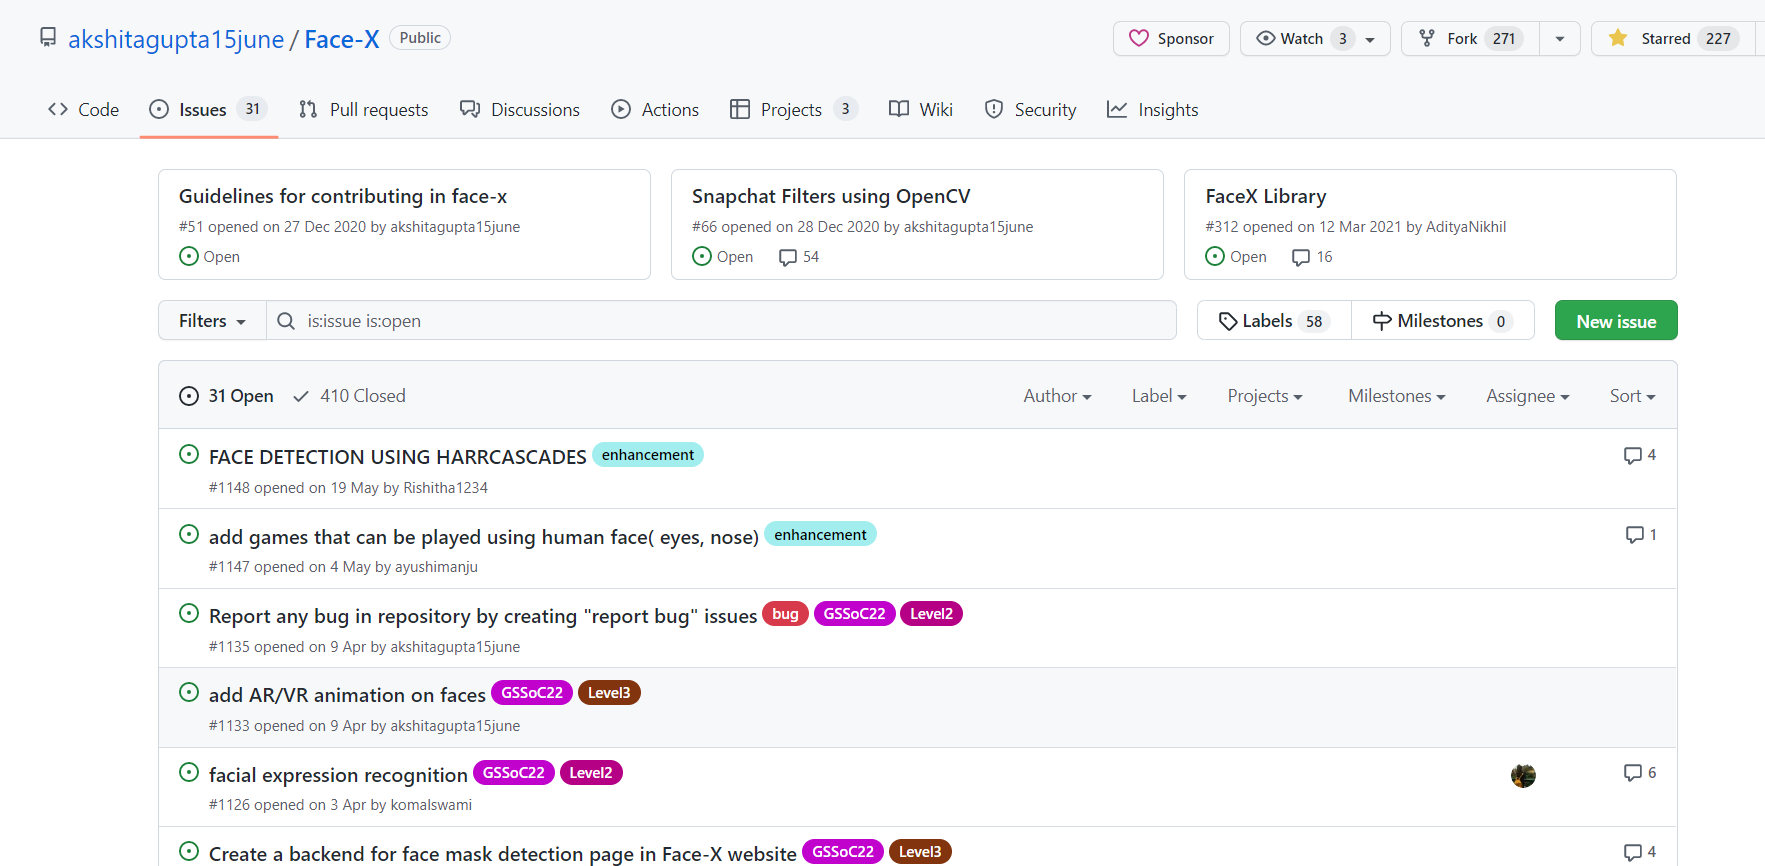 akshitagupta15june / Face-X Public Sponsor Watch 3 Fork 271 Starred 227
Code Issues 31 Pull requests Discussions Actions Projects 3 Wiki Security Insights
Guidelines for contributing in face-x
#51 opened on 27 Dec 2020 by akshitagupta15june
Open
Snapchat Filters using OpenCV
#66 opened on 28 Dec 2020 by akshitagupta15june
Open 54
FaceX Library
#312 opened on 12 Mar 2021 by AdityaNikhil
Open 16
Filters is:issue is:open Labels 58 Milestones 0 New issue
31 Open 410 Closed Author Label Projects Milestones Assignee Sort
FACE DETECTION USING HARRCASCADES enhancement 4
#1148 opened on 19 May by Rishitha1234
add games that can be played using human face( eyes, nose) enhancement 1
#1147 opened on 4 May by ayushimanju
Report any bug in repository by creating "report bug" issues bug GSSoC22 Level2
#1135 opened on 9 Apr by akshitagupta15june
add AR/VR animation on faces GSSoC22 Level3
#1133 opened on 9 Apr by akshitagupta15june
facial expression recognition GSSoC22 Level2 6
#1126 opened on 3 Apr by komalswami
Create a backend for face mask detection page in Face-X website GSSoC22 Level3 4